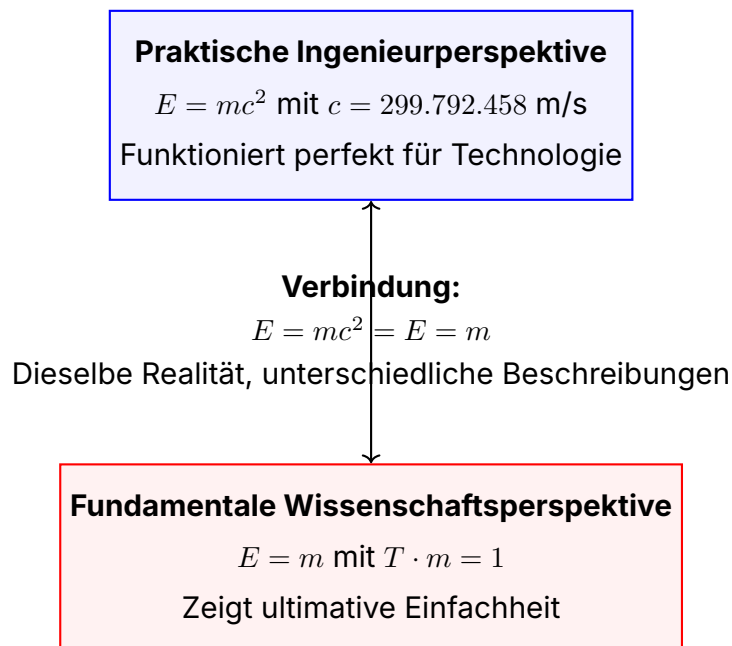 Praktische Ingenieurperspektive
E = mc² mit c = 299.792.458 m/s
Funktioniert perfekt für Technologie
Verbindung:
E = mc² = E = m
Dieselbe Realität, unterschiedliche Beschreibungen
Fundamentale Wissenschaftsperspektive
E = m mit T · m = 1
Zeigt ultimative Einfachheit